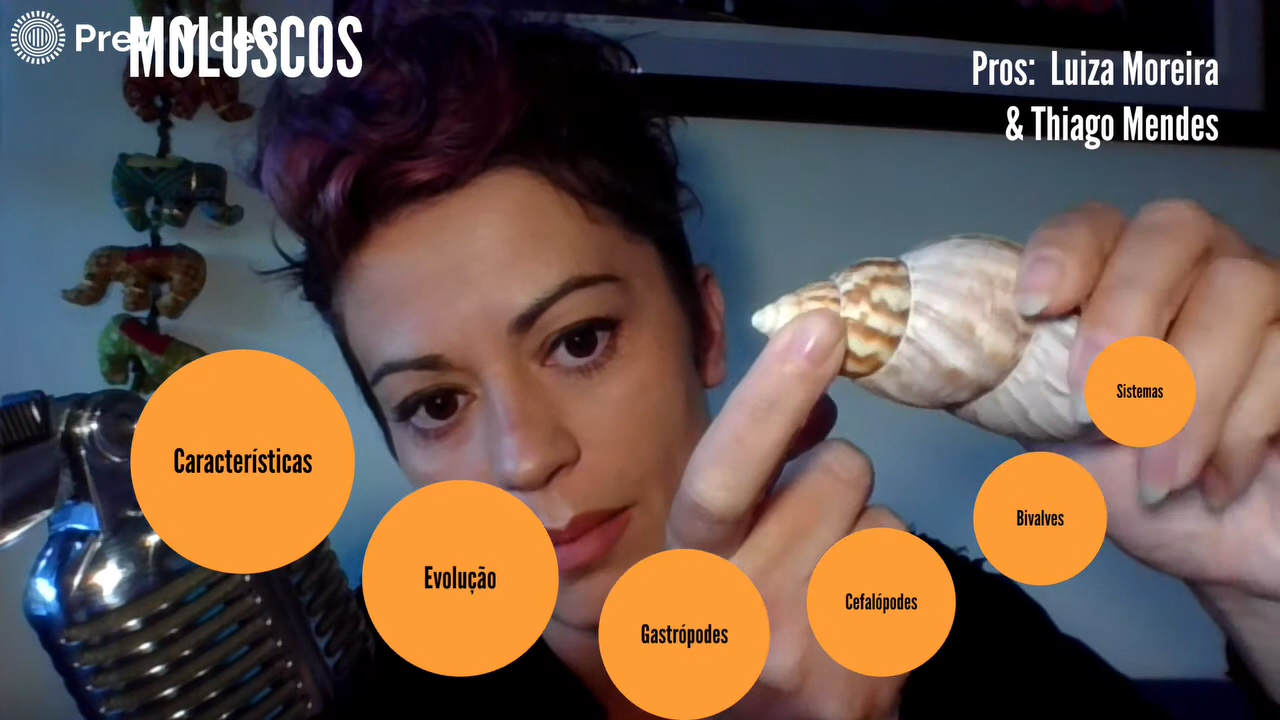 MOLUSCOS
Pros: Luiza Moreira
& Thiago Mendes
Características
Evolução
Gastrópodes
Cefalópodes
Bivalves
Sistemas